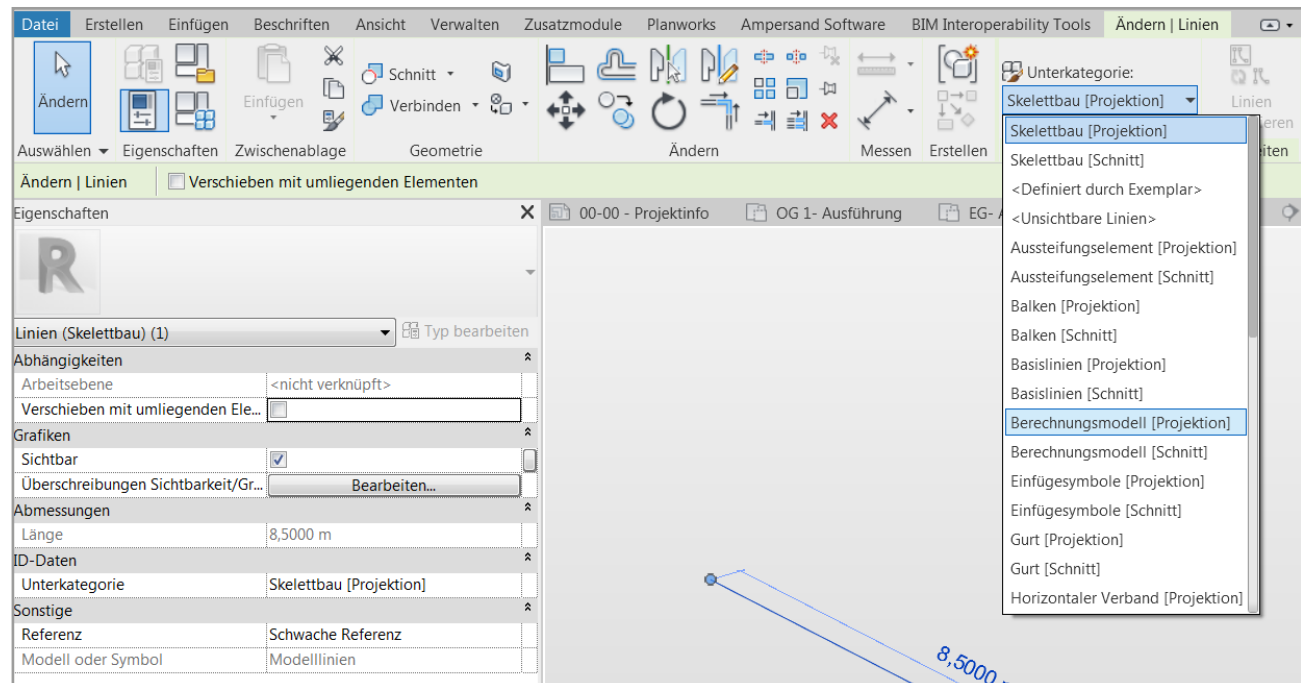 Datei Erstellen Einfügen Beschriften Ansicht Verwalten Zusatzmodule Planworks Ampersand Software BIM Interoperability Tools Ändern | Linien
Ändern
Einfügen
Schnitt
Verbinden
Unterkategorie:
Skelettbau [Projektion]
Linien
Auswählen Eigenschaften Zwischenablage Geometrie Ändern Messen Erstellen
Ändern | Linien Verschieben mit umliegenden Elementen
Eigenschaften
00-00 - Projektinfo OG 1- Ausführung EG-
R
Linien (Skelettbau) (1) Typ bearbeiten
Abhängigkeiten
Arbeitsebene <nicht verknüpft>
Verschieben mit umliegenden Ele...
Grafiken
Sichtbar
Überschreibungen Sichtbarkeit/Gr... Bearbeiten...
Abmessungen
Länge 8,5000 m
ID-Daten
Unterkategorie Skelettbau [Projektion]
Sonstige
Referenz Schwache Referenz
Modell oder Symbol Modelllinien
Skelettbau [Projektion]
Skelettbau [Schnitt]
<Definiert durch Exemplar>
<Unsichtbare Linien>
Aussteifungselement [Projektion]
Aussteifungselement [Schnitt]
Balken [Projektion]
Balken [Schnitt]
Basislinien [Projektion]
Basislinien [Schnitt]
Berechnungsmodell [Projektion]
Berechnungsmodell [Schnitt]
Einfügesymbole [Projektion]
Einfügesymbole [Schnitt]
Gurt [Projektion]
Gurt [Schnitt]
Horizontaler Verband [Projektion]
8,5000